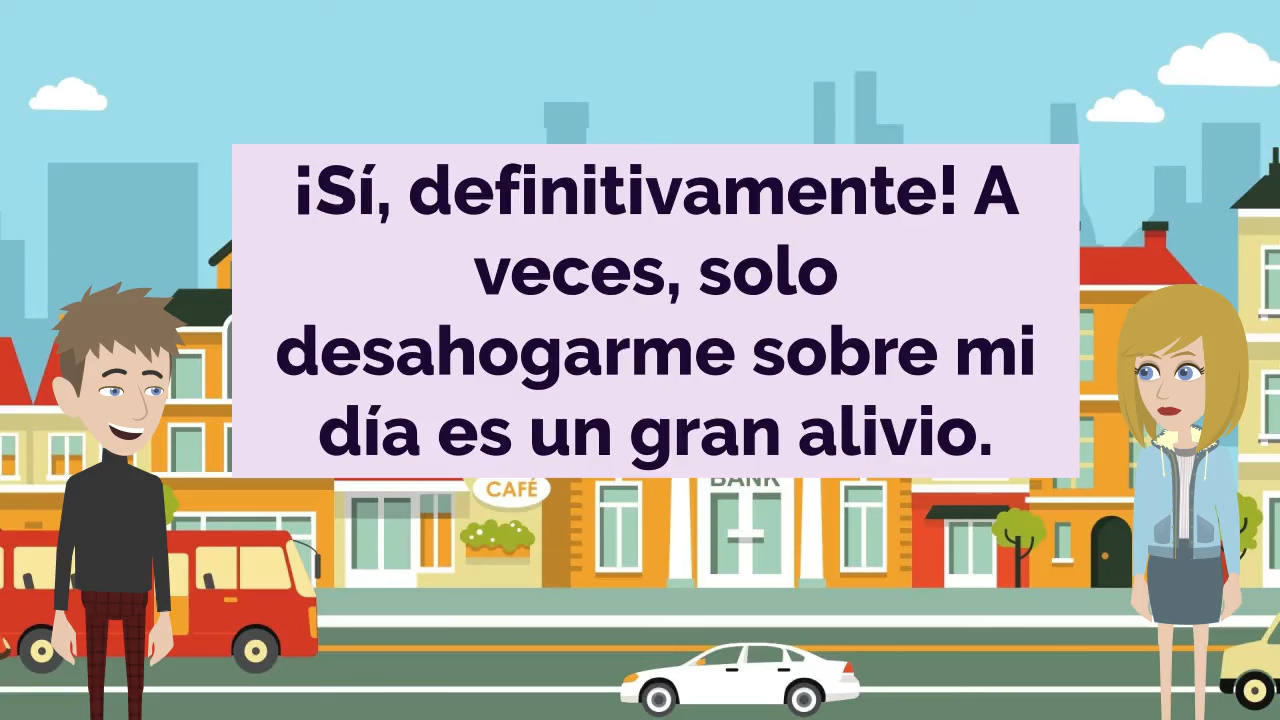 ¡Sí, definitivamente! A
veces, solo
desahogarme sobre mi
día es un gran alivio.
CAFÉ
BANK